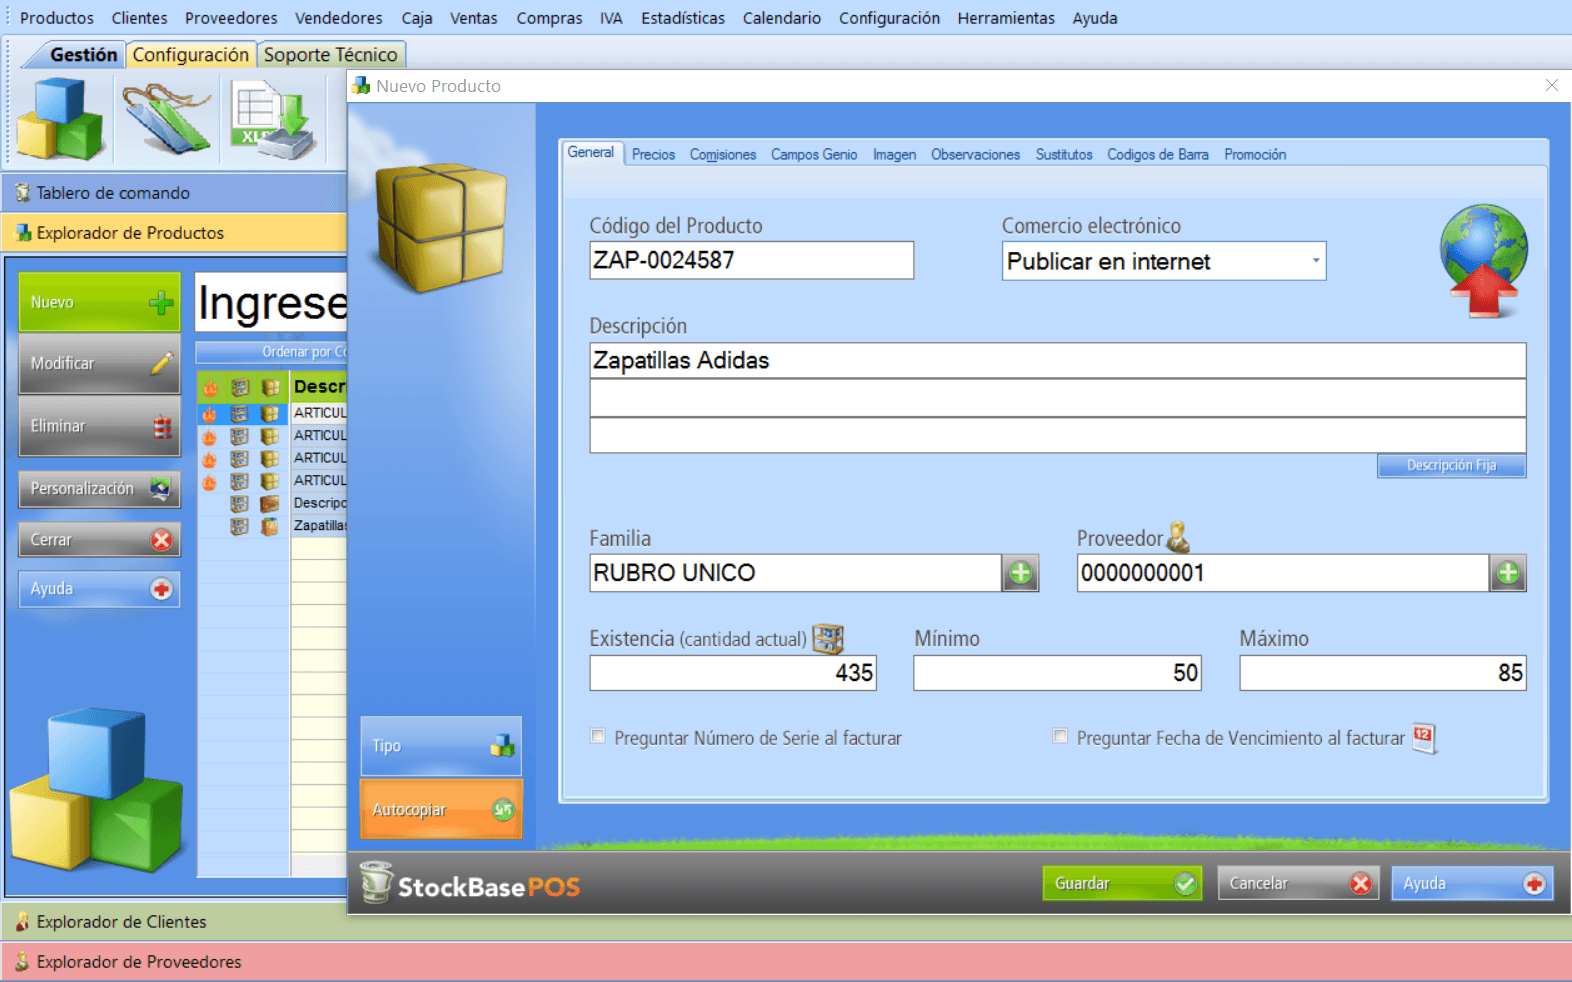 Productos Clientes Proveedores Vendedores Caja Ventas Compras IVA Estadísticas Calendario Configuración Herramientas Ayuda
Gestión Configuración Soporte Técnico
Nuevo Producto
Tablero de comando
Explorador de Productos
Nuevo
Modificar
Eliminar
Personalización
Cerrar
Ayuda
Ingrese
Ordenar por Có
Descri
ARTICUL
ARTICUL
ARTICUL
ARTICUL
Descripc
Zapatillas
General Precios Comisiones Campos Genio Imagen Observaciones Sustitutos Codigos de Barra Promoción
Código del Producto Comercio electrónico
ZAP-0024587 Publicar en internet
Descripción
Zapatillas Adidas
Descripción Fija
Familia Proveedor
RUBRO UNICO 0000000001
Existencia (cantidad actual) Mínimo Máximo
435 50 85
Preguntar Número de Serie al facturar Preguntar Fecha de Vencimiento al facturar 12
Tipo
Autocopiar
StockBasePOS
Guardar Cancelar Ayuda
Explorador de Clientes
Explorador de Proveedores